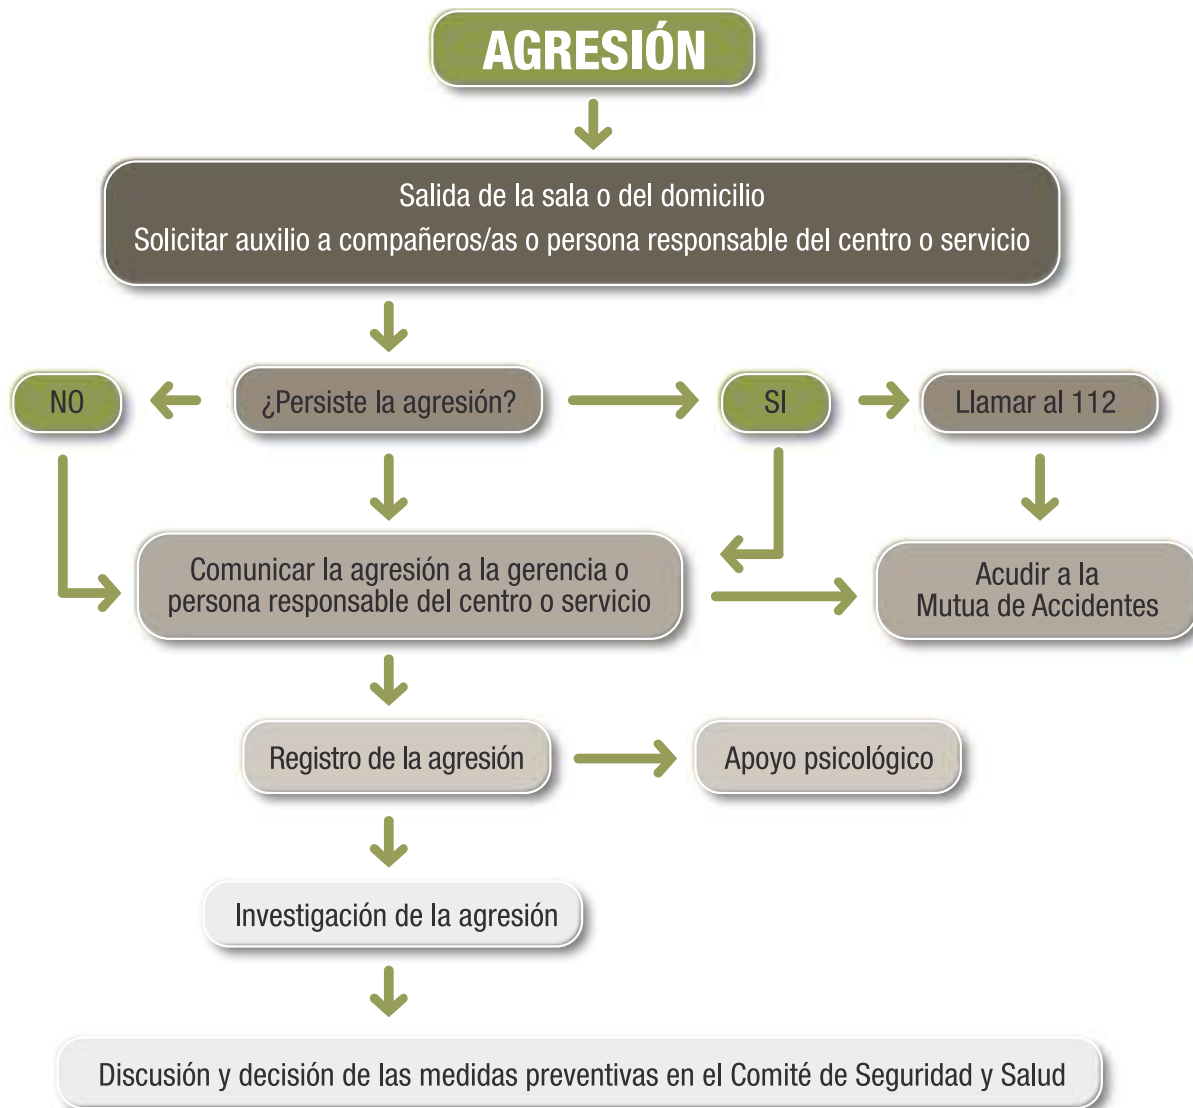 AGRESIÓN
Salida de la sala o del domicilio
Solicitar auxilio a compañeros/as o persona responsable del centro o servicio
NO
¿Persiste la agresión?
SI
Llamar al 112
Comunicar la agresión a la gerencia o
persona responsable del centro o servicio
Acudir a la
Mutua de Accidentes
Registro de la agresión
Apoyo psicológico
Investigación de la agresión
Discusión y decisión de las medidas preventivas en el Comité de Seguridad y Salud